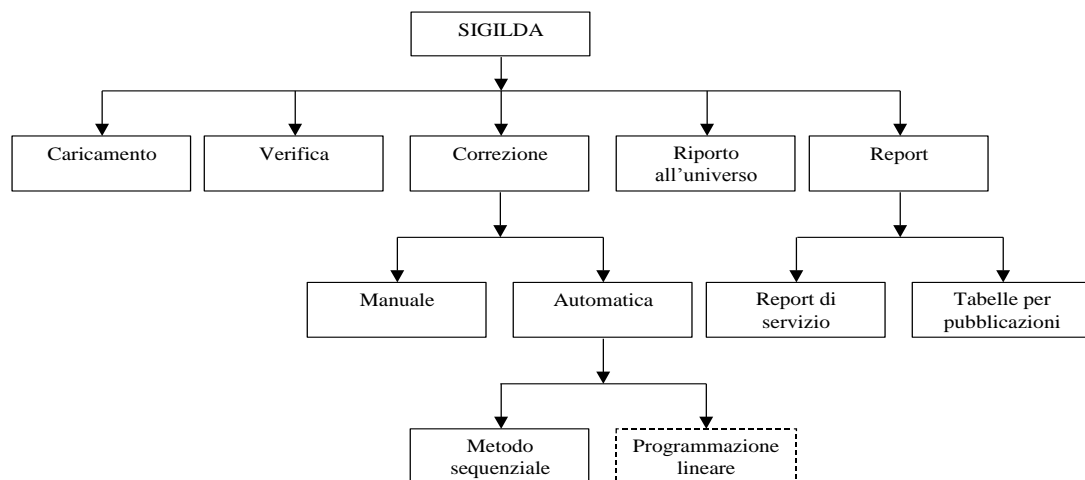 SIGILDA
Caricamento
Verifica
Correzione
Riporto
all’universo
Report
Manuale
Automatica
Report di
servizio
Tabelle per
pubblicazioni
Metodo
sequenziale
Programmazione
lineare